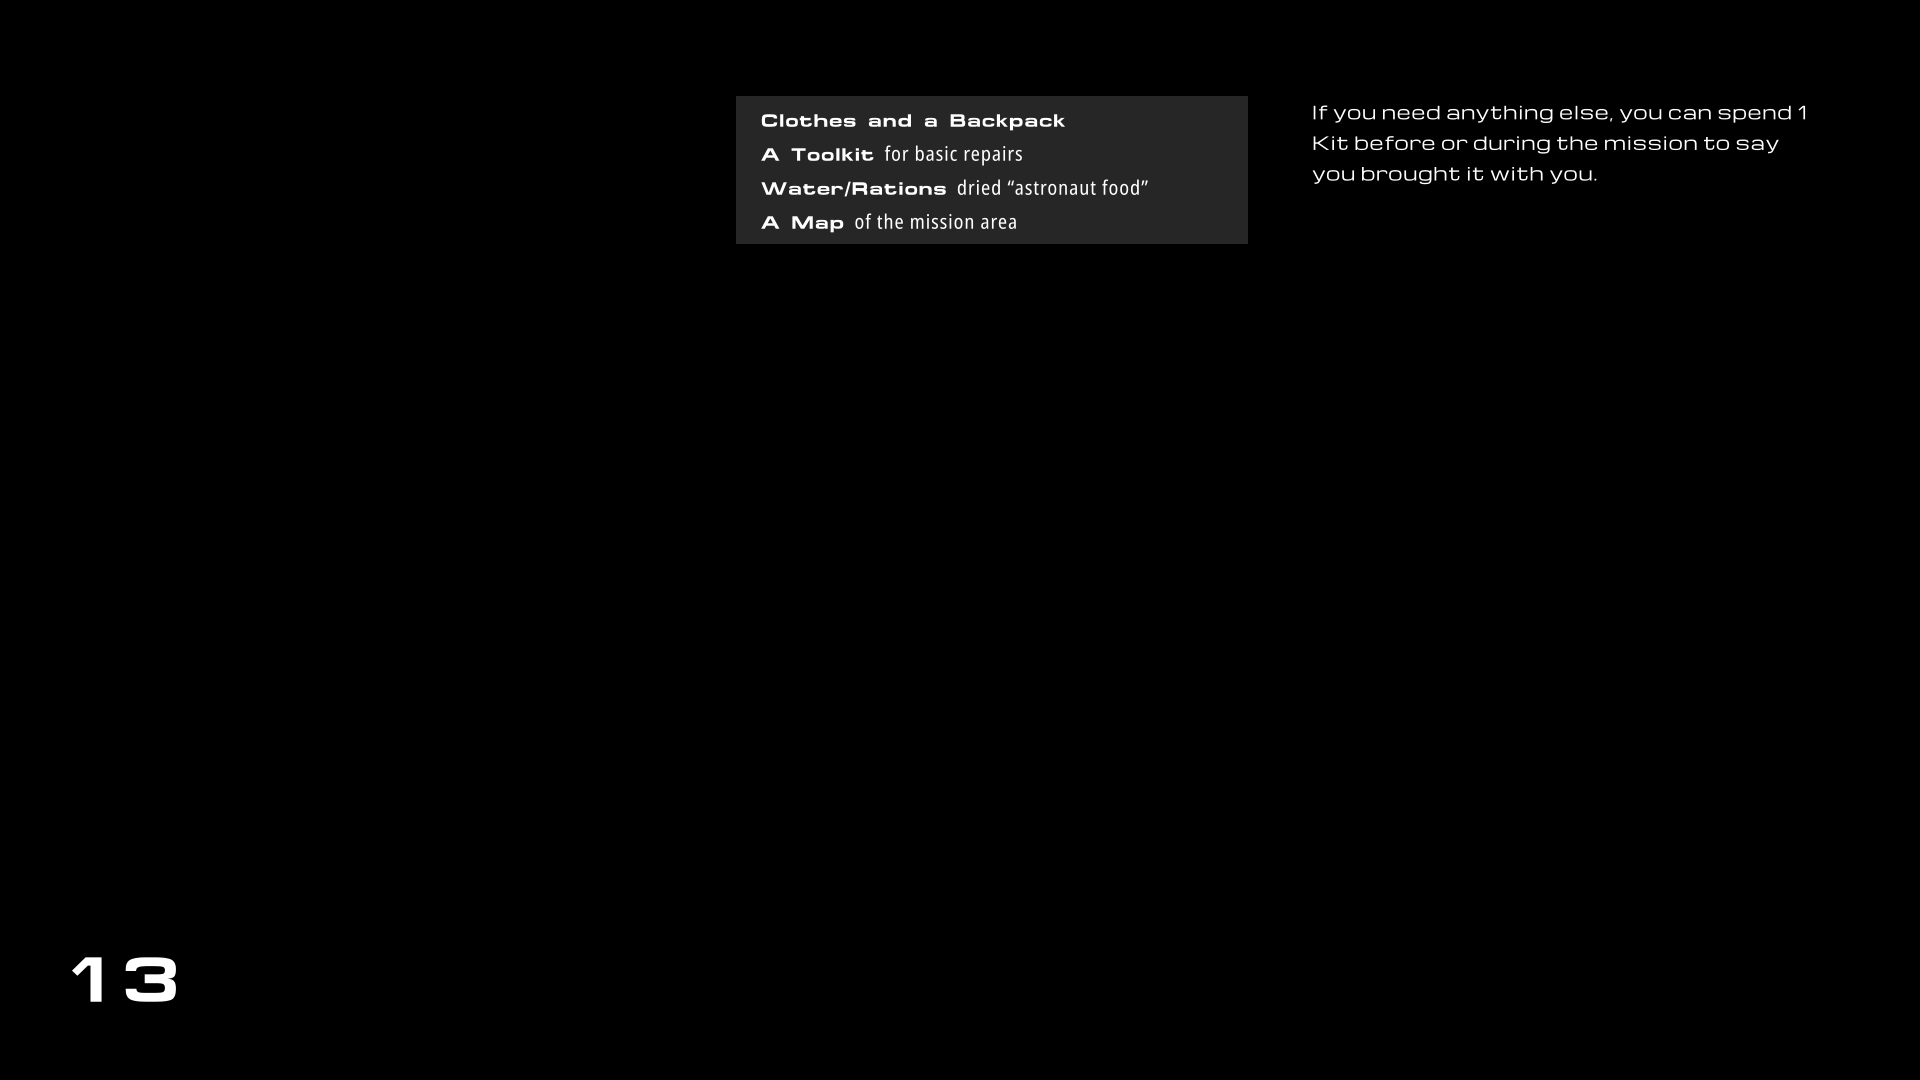 Clothes and a Backpack
A Toolkit for basic repairs
Water/Rations dried “astronaut food”
A Map of the mission area
If you need anything else, you can spend 1
Kit before or during the mission to say
you brought it with you.
13